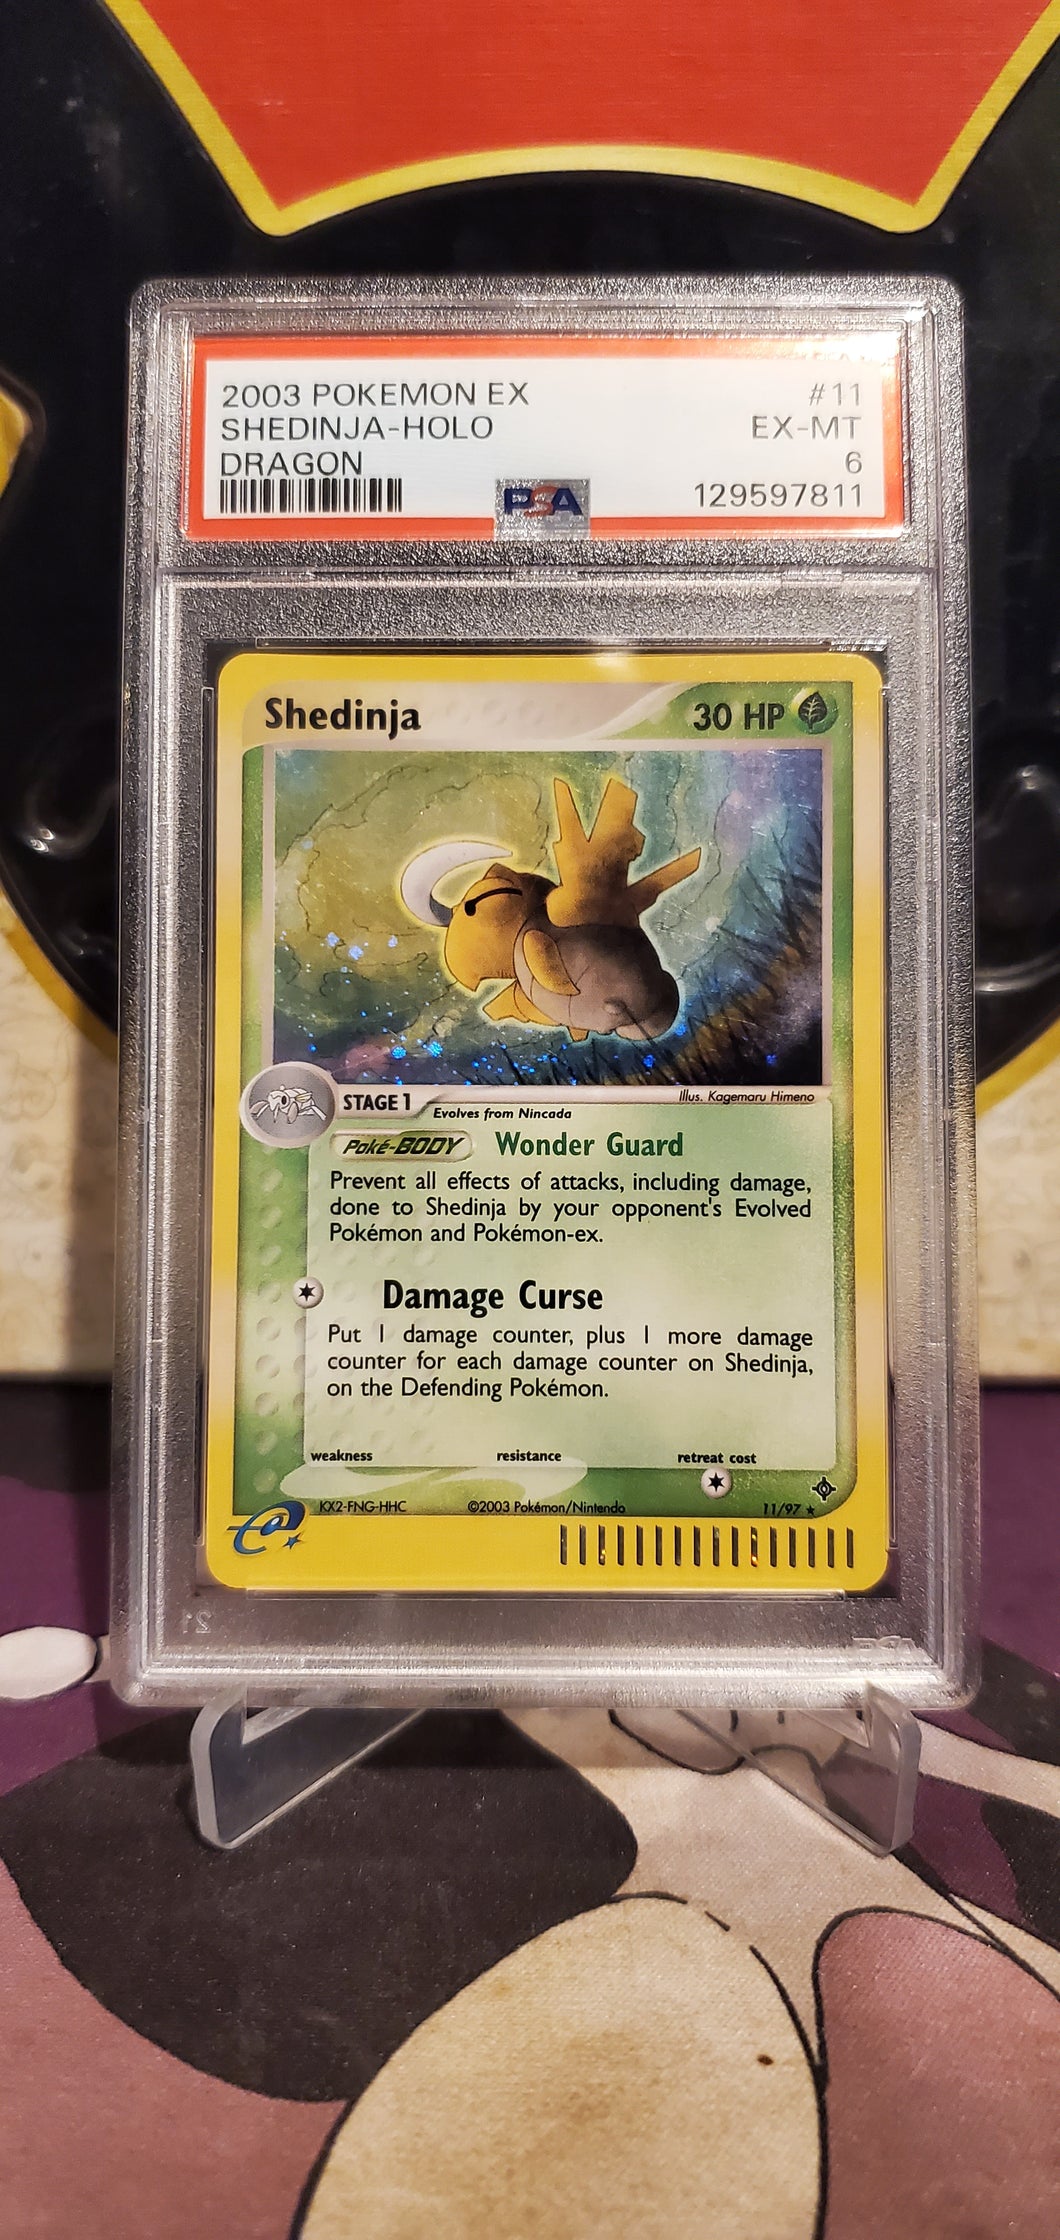 2003 POKEMON EX #11
SHEDINJA-HOLO EX-MT
DRAGON 6
PSA 129597811
Shedinja 30 HP
STAGE 1 Evolves from Nincada Illus. Kagemaru Himeno
Poké-BODY Wonder Guard
Prevent all effects of attacks, including damage,
done to Shedinja by your opponent's Evolved
Pokémon and Pokémon-ex.
Damage Curse
Put 1 damage counter, plus 1 more damage
counter for each damage counter on Shedinja,
on the Defending Pokémon.
weakness resistance retreat cost
e KX2-FNG-HHC ©2003 Pokémon/Nintendo 11/97 ★